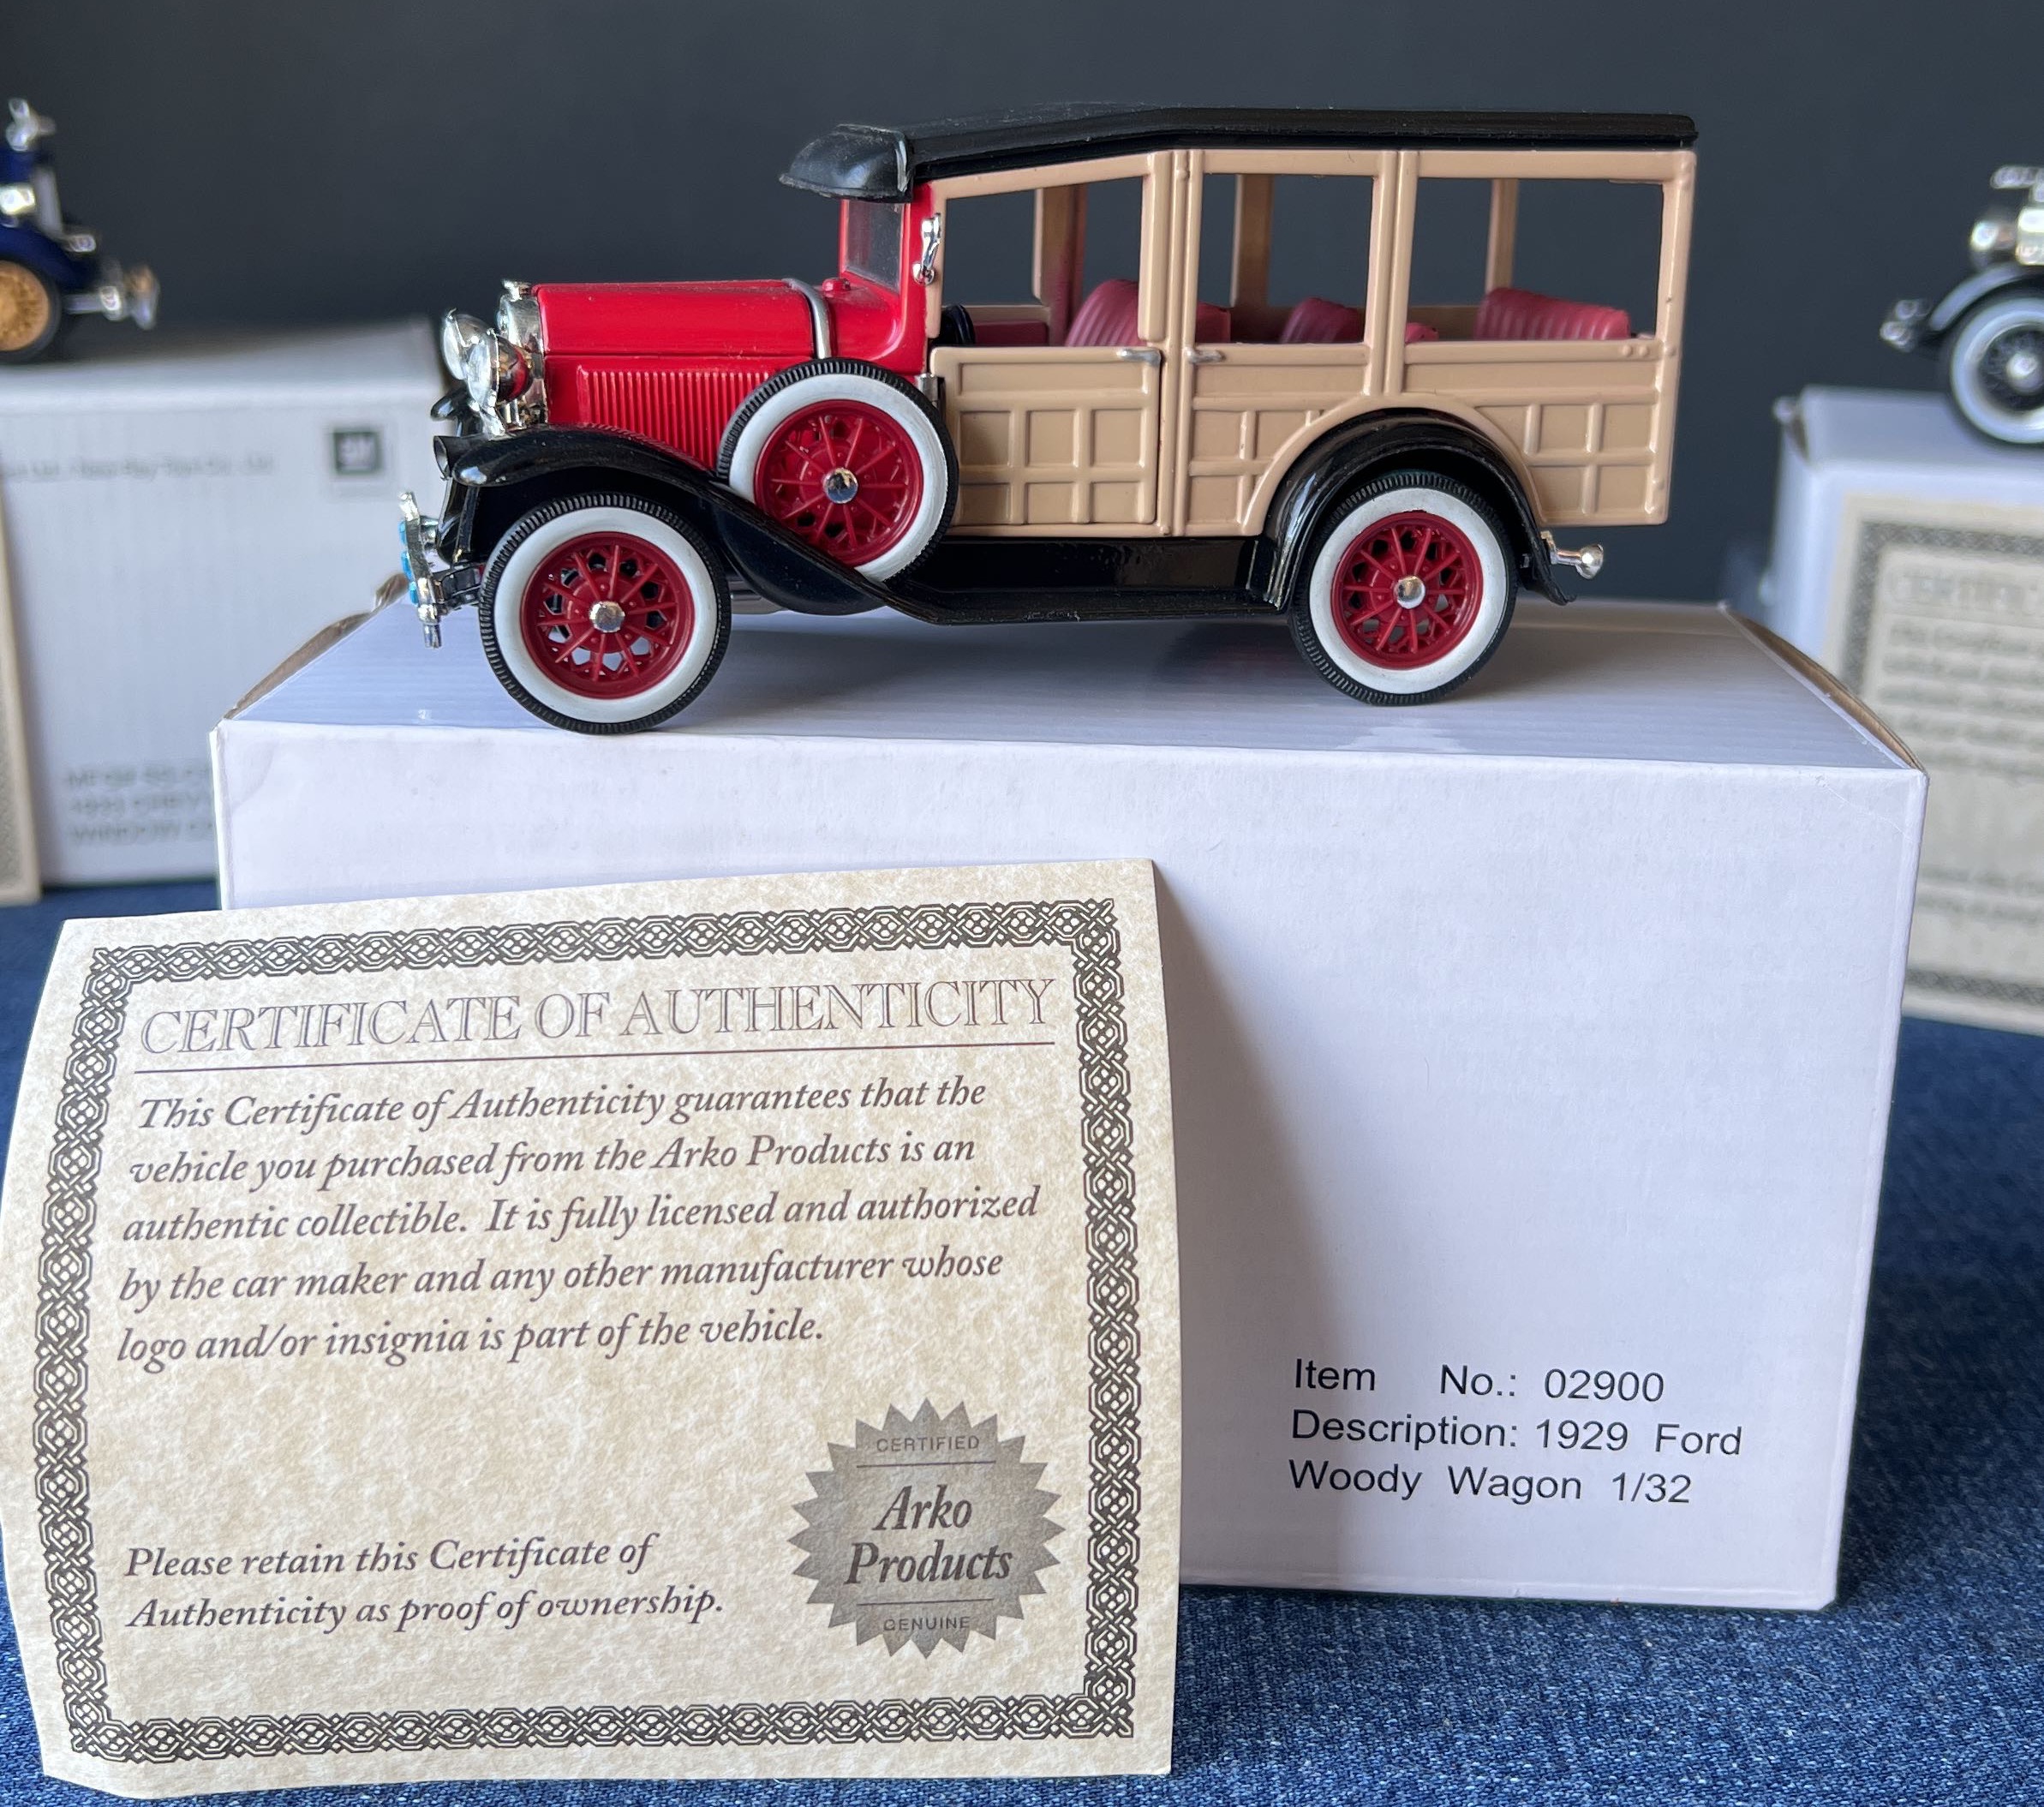 CERTIFICATE OF AUTHENTICITY
This Certificate of Authenticity guarantees that the
vehicle you purchased from the Arko Products is an
authentic collectible. It is fully licensed and authorized
by the car maker and any other manufacturer whose
logo and/or insignia is part of the vehicle.
Please retain this Certificate of
Authenticity as proof of ownership.
CERTIFIED
Arko
Products
GENUINE
Item No.: 02900
Description: 1929 Ford
Woody Wagon 1/32
GM
WINDOW